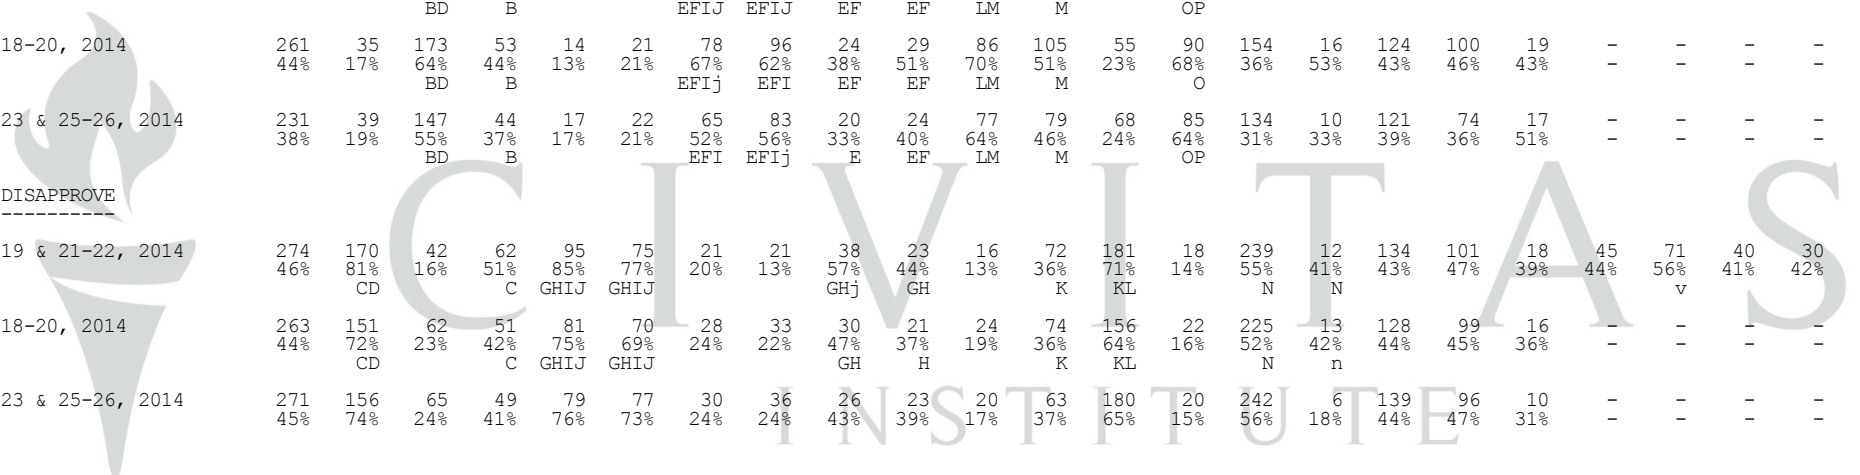 BD B EFIJ EFIJ EF EF LM M OP
18-20, 2014 261 35 173 53 14 21 78 96 24 29 86 105 55 90 154 16 124 100 19 - - - -
44% 17% 64% 44% 13% 21% 67% 62% 38% 51% 70% 51% 23% 68% 36% 53% 43% 46% 43% - - - -
BD B EFIj EFI EF EF LM M O
23 & 25-26, 2014 231 39 147 44 17 22 65 83 20 24 77 79 68 85 134 10 121 74 17 - - - -
38% 19% 55% 37% 17% 21% 52% 56% 33% 40% 64% 46% 24% 64% 31% 33% 39% 36% 51% - - - -
BD B EFI EFIj E EF LM M OP
CIVITAS
DISAPPROVE
----------
19 & 21-22, 2014 274 170 42 62 95 75 21 21 38 23 16 72 181 18 239 12 134 101 18 45 71 40 30
46% 81% 16% 51% 85% 77% 20% 13% 57% 44% 13% 36% 71% 14% 55% 41% 43% 47% 39% 44% 56% 41% 42%
CD C GHIJ GHIJ GHj GH K KL N N v
18-20, 2014 263 151 62 51 81 70 28 33 30 21 24 74 156 22 225 13 128 99 16 - - - -
44% 72% 23% 42% 75% 69% 24% 22% 47% 37% 19% 36% 64% 16% 52% 42% 44% 45% 36% - - - -
CD C GHIJ GHIJ GH H K KL N n
23 & 25-26, 2014 271 156 65 49 79 77 30 36 26 23 20 63 180 20 242 6 139 96 10 - - - -
45% 74% 24% 41% 76% 73% 24% 24% 43% 39% 17% 37% 65% 15% 56% 18% 44% 47% 31% - - - -
INSTITUTE